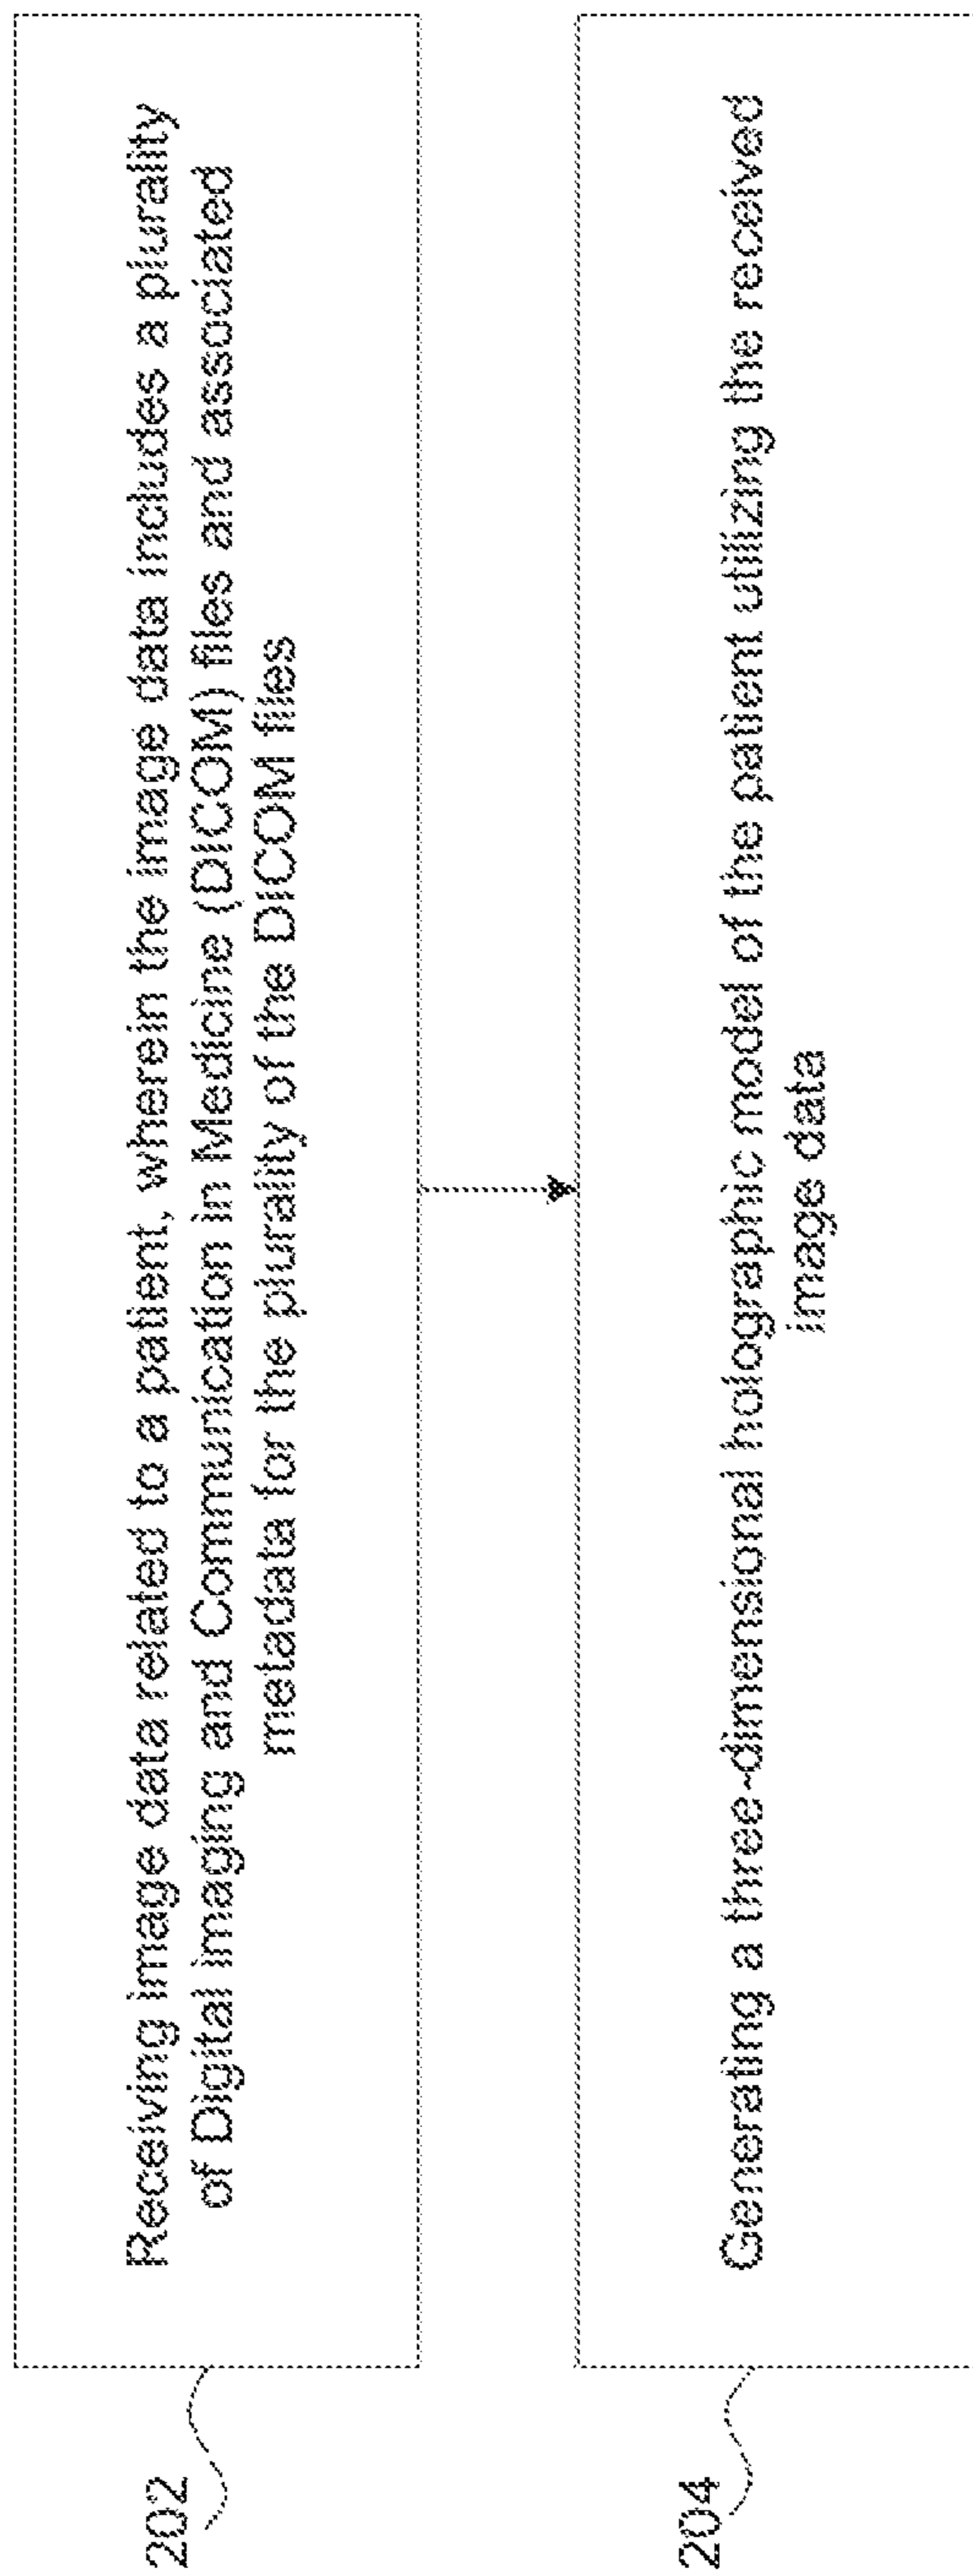 202
Receiving image data related to a patient, wherein the image data includes a plurality
of Digital Imaging and Communication in Medicine (DICOM) files and associated
metadata for the plurality of the DICOM files
204
Generating a three-dimensional holographic model of the patient utilizing the received
image data